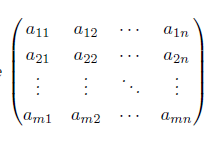 a11 a12 ⋯ a1n
a21 a22 ⋯ a2n
⋮ ⋮ ⋱ ⋮
am1 am2 ⋯ amn